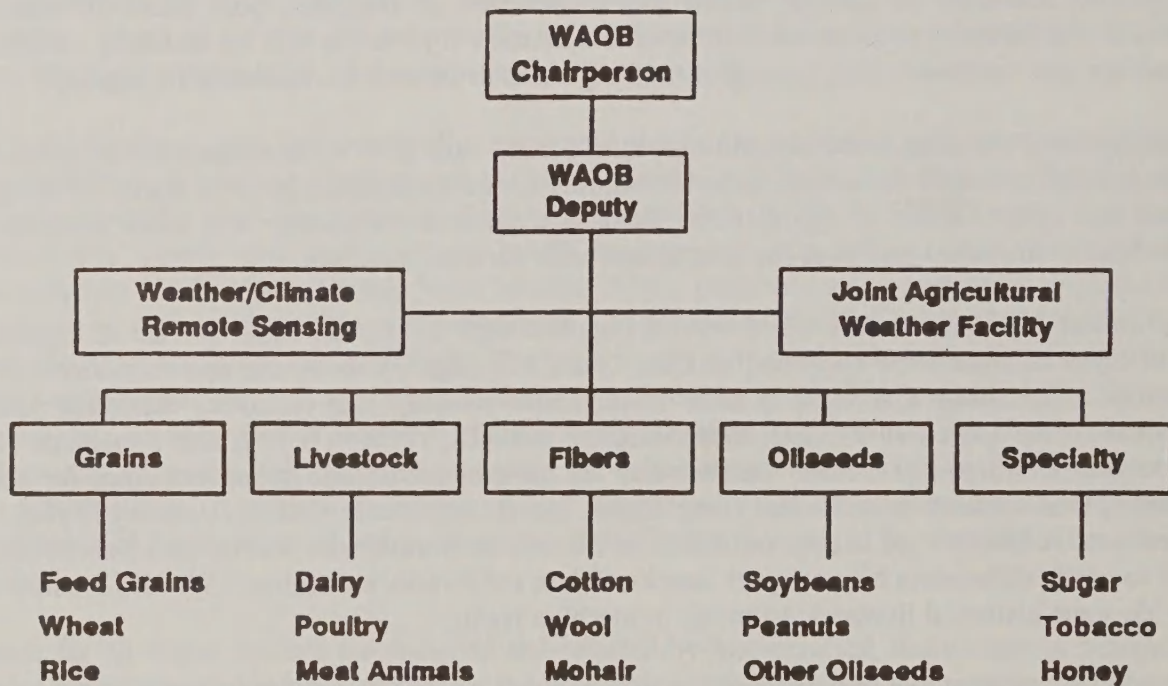 WAOB
Chairperson
WAOB
Deputy
Weather/Climate
Remote Sensing
Joint Agricultural
Weather Facility
Grains
Livestock
Fibers
Oilseeds
Specialty
Feed Grains
Wheat
Rice
Dairy
Poultry
Meat Animals
Cotton
Wool
Mohair
Soybeans
Peanuts
Other Oilseeds
Sugar
Tobacco
Honey